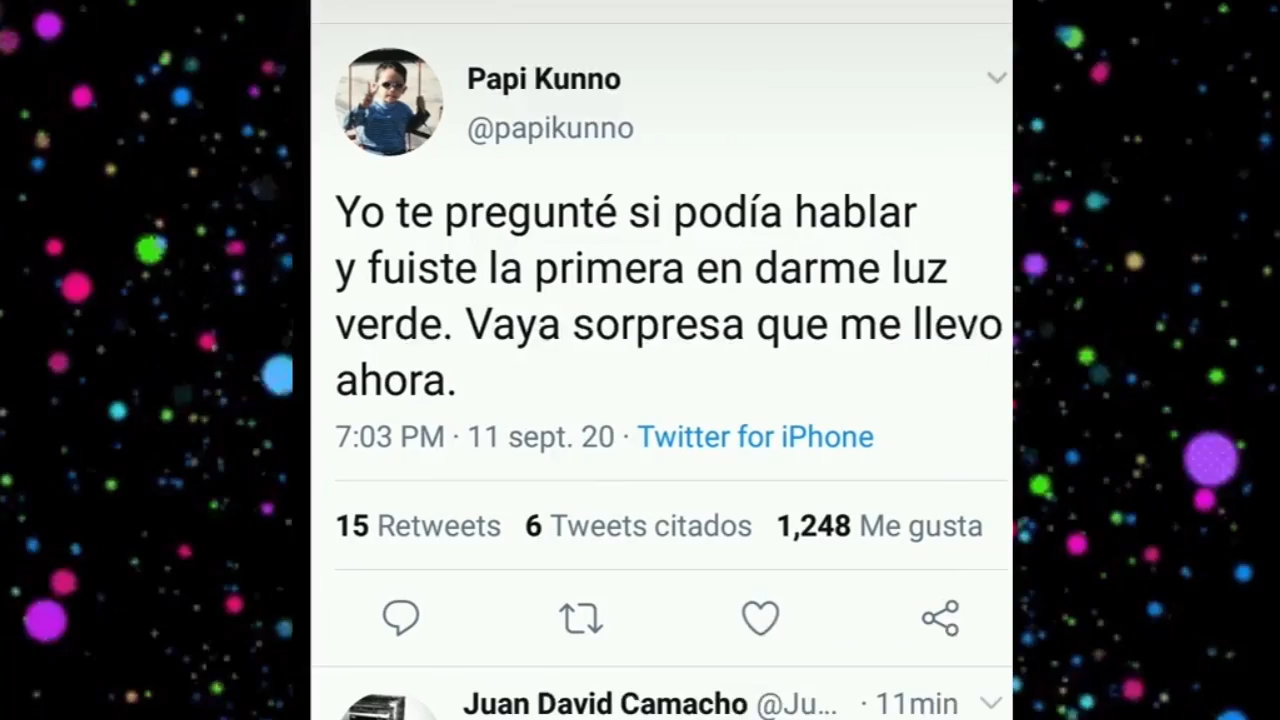 Papi Kunno
@papikunno
Yo te pregunté si podía hablar
y fuiste la primera en darme luz
verde. Vaya sorpresa que me llevo
ahora.
7:03 PM · 11 sept. 20 · Twitter for iPhone
15 Retweets 6 Tweets citados 1,248 Me gusta
Juan David Camacho @Ju... · 11min